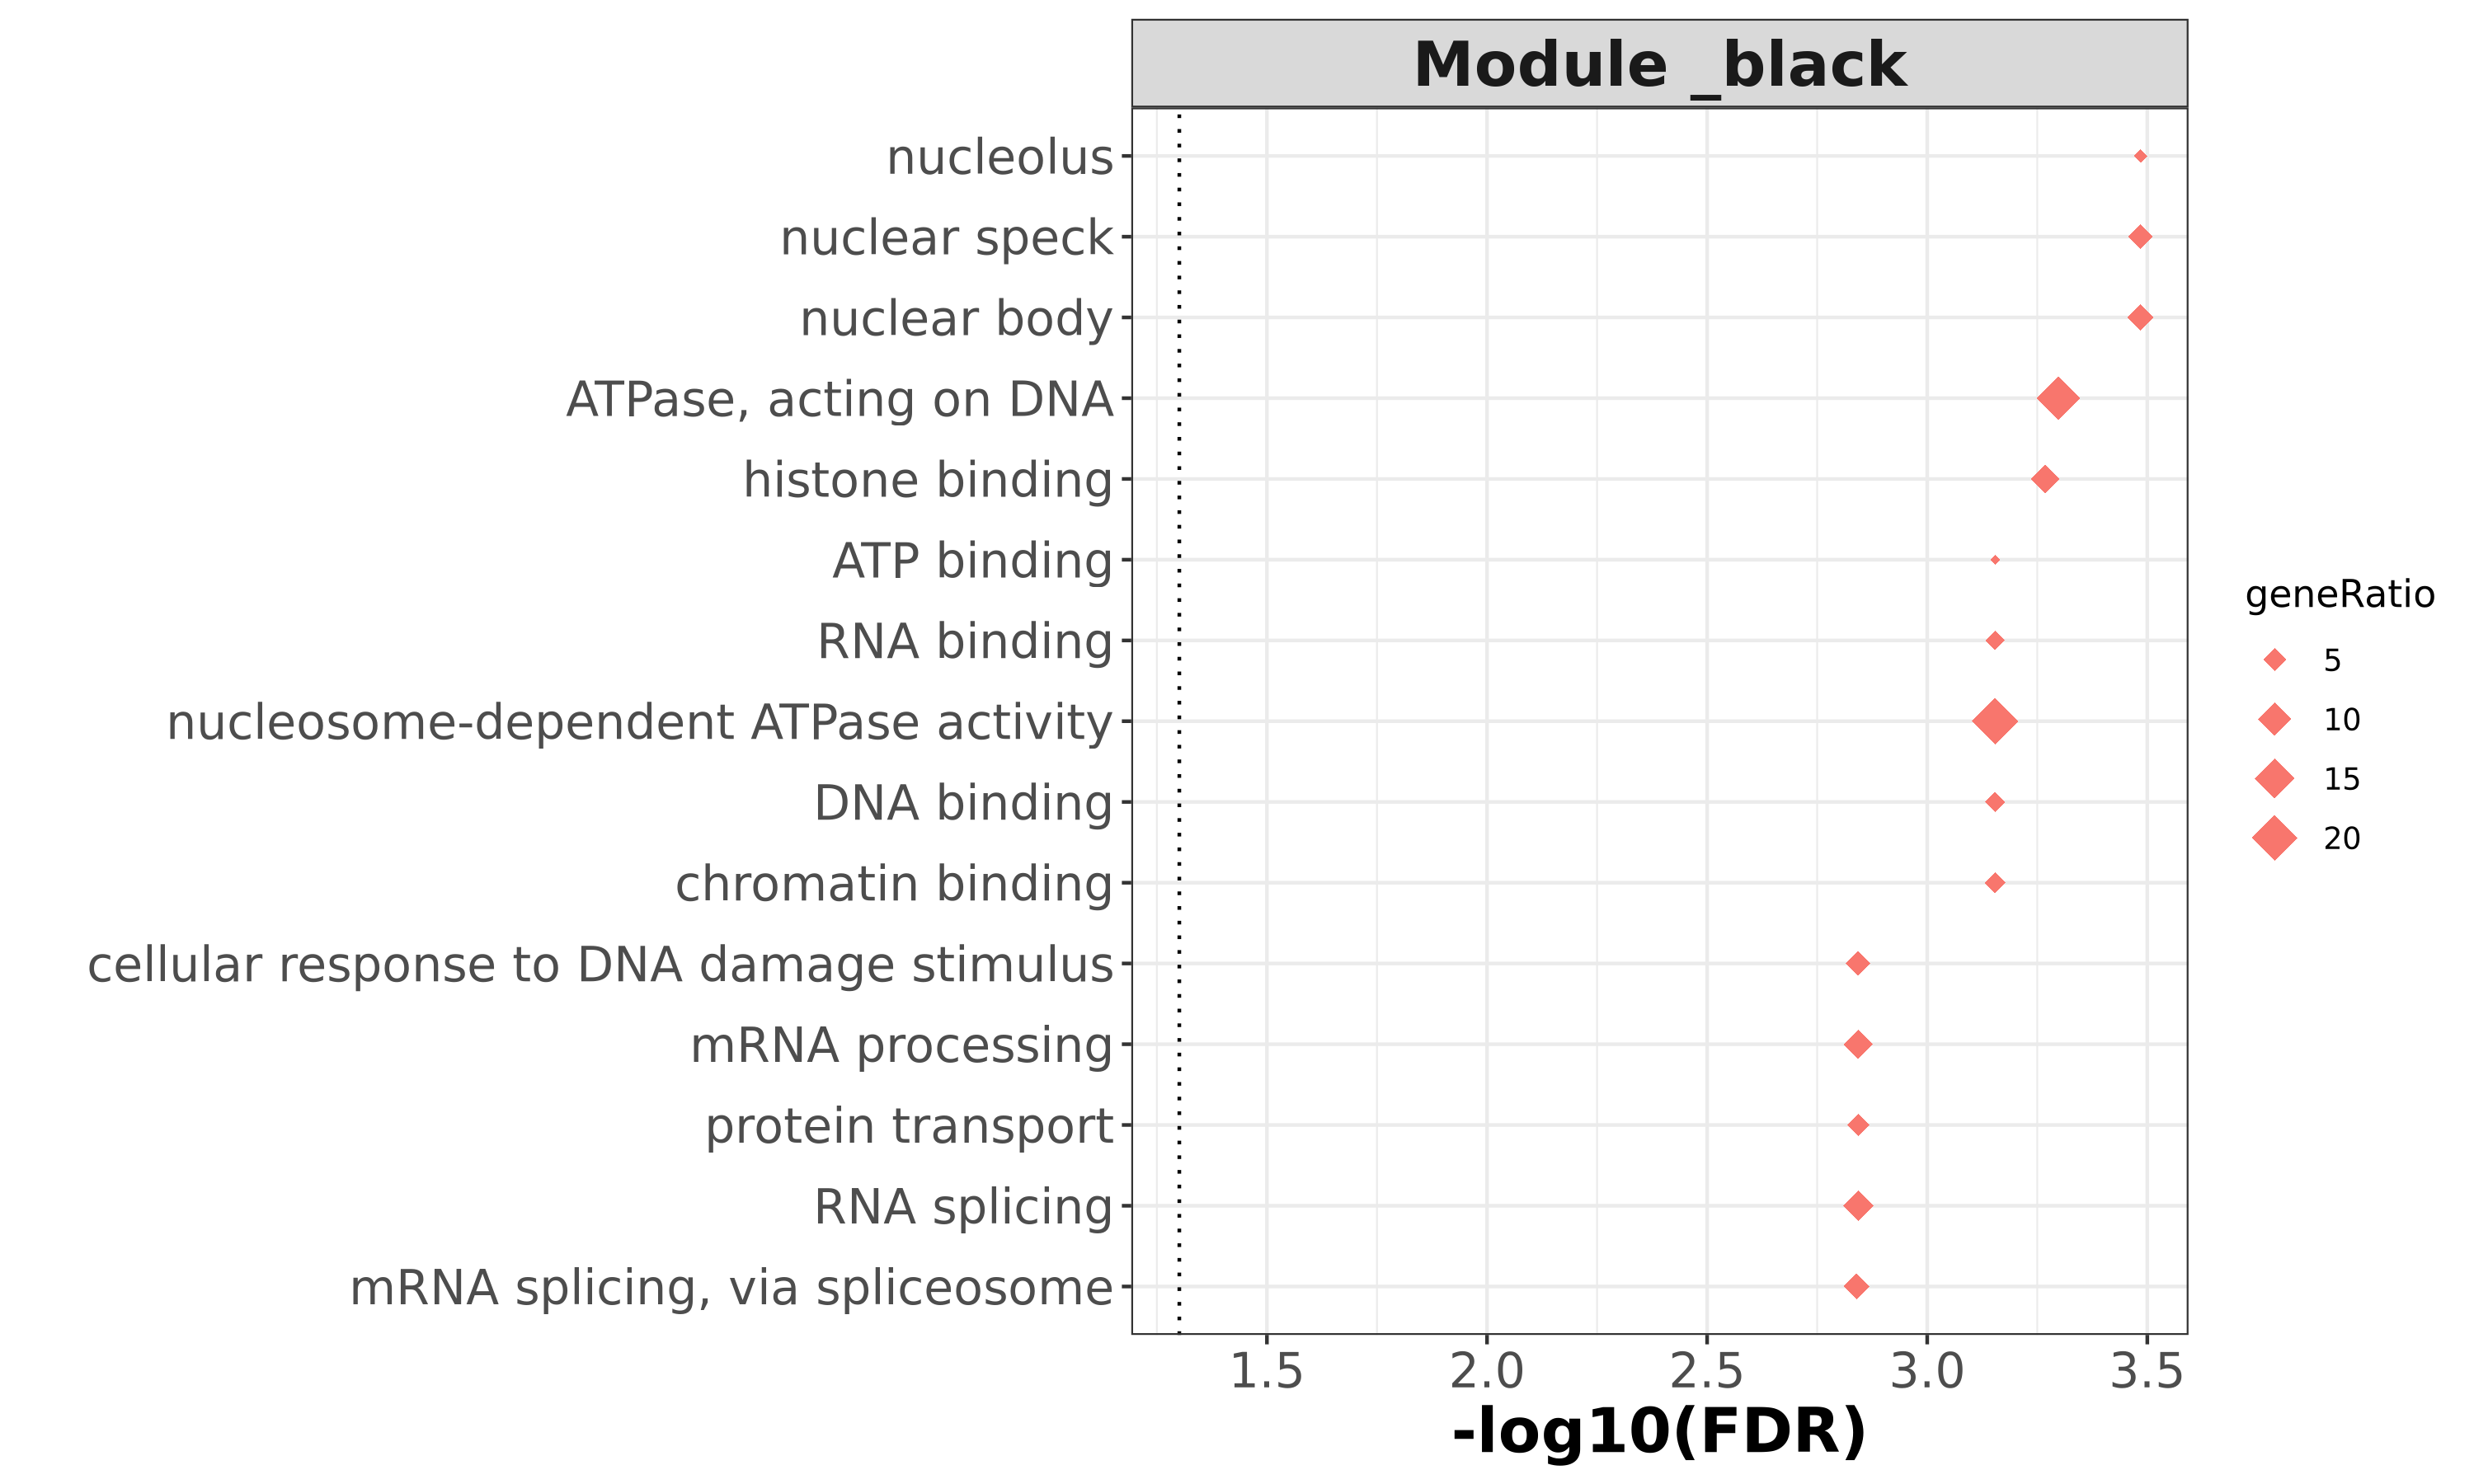 Module _black
nucleolus
nuclear speck
nuclear body
ATPase, acting on DNA
histone binding
ATP binding
RNA binding
nucleosome-dependent ATPase activity
DNA binding
chromatin binding
cellular response to DNA damage stimulus
mRNA processing
protein transport
RNA splicing
mRNA splicing, via spliceosome
1.5 2.0 2.5 3.0 3.5
-log10(FDR)
geneRatio
5
10
15
20